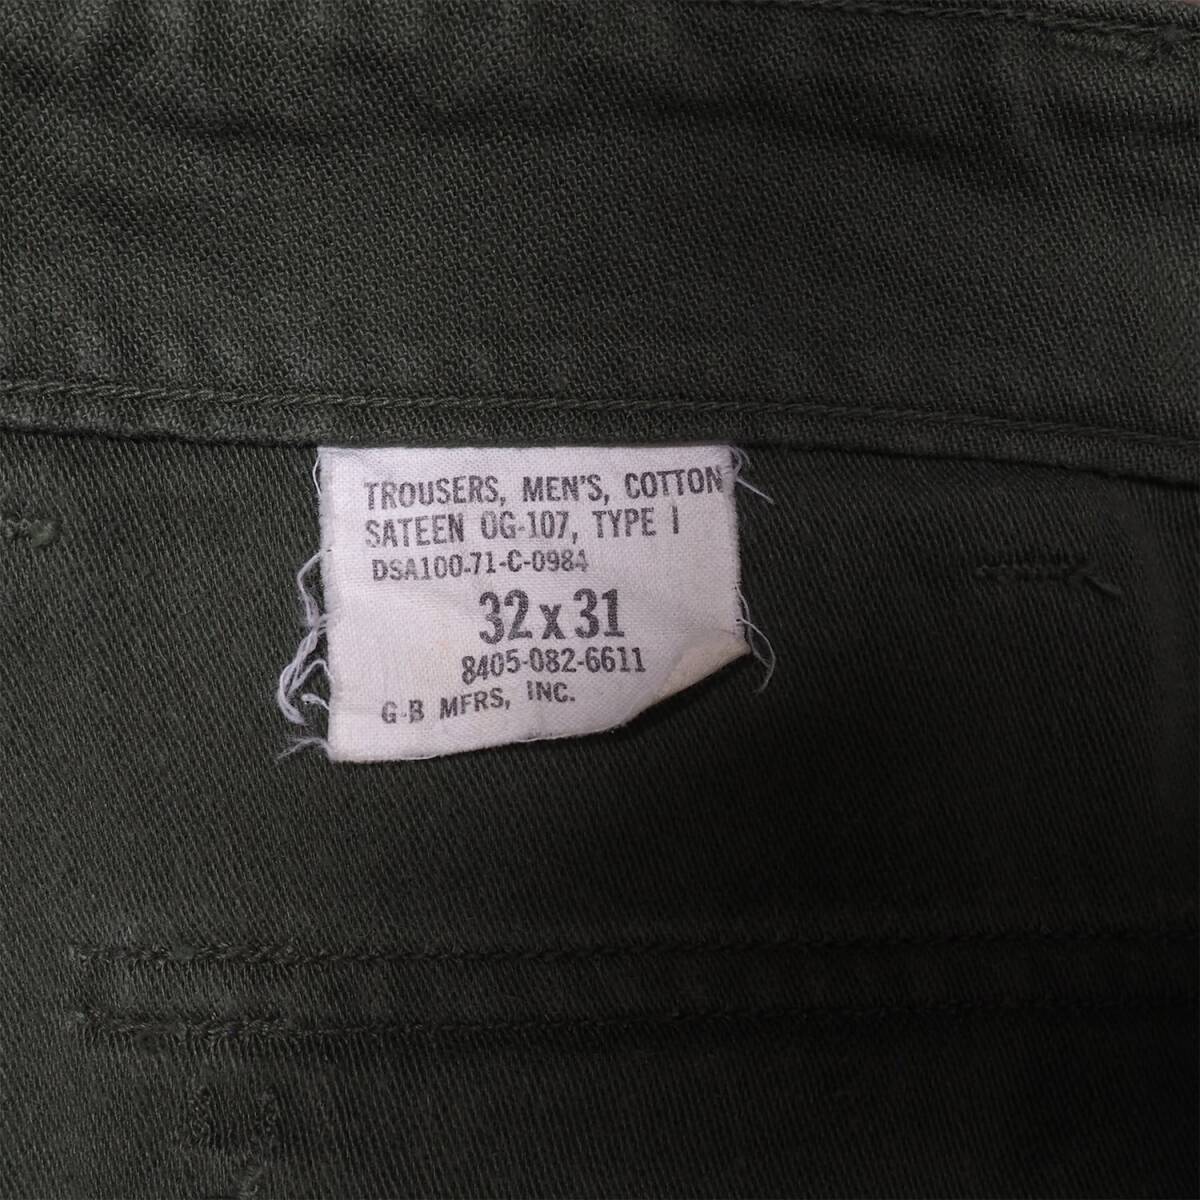 TROUSERS, MEN'S, COTTON
SATEEN OG-107, TYPE I
DSA100-71-C-0984
32 x 31
8405-082-6611
G-B MFRS, INC.